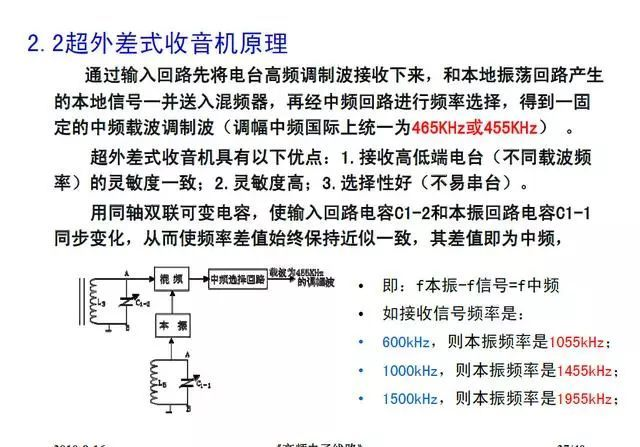 2.2超外差式收音机原理
通过输入回路先将电台高频调制波接收下来，和本地振荡回路产生
的本地信号一并送入混频器，再经中频回路进行频率选择，得到一固
定的中频载波调制波（调幅中频国际上统一为465KHz或455KHz）。
超外差式收音机具有以下优点：1.接收高低端电台（不同载波频
率）的灵敏度一致；2.灵敏度高；3.选择性好（不易串台）。
用同轴双联可变电容，使输入回路电容C1-2和本振回路电容C1-1
同步变化，从而使频率差值始终保持近似一致，其差值即为中频，
A
混频
中频选择回路
载波为455KHz
的调幅波
L3
C1-2
B
本振
A
L5
C1-1
B
• 即：f本振-f信号=f中频
• 如接收信号频率是：
• 600kHz，则本振频率是1055kHz；
• 1000kHz，则本振频率是1455kHz；
• 1500kHz，则本振频率是1955kHz；